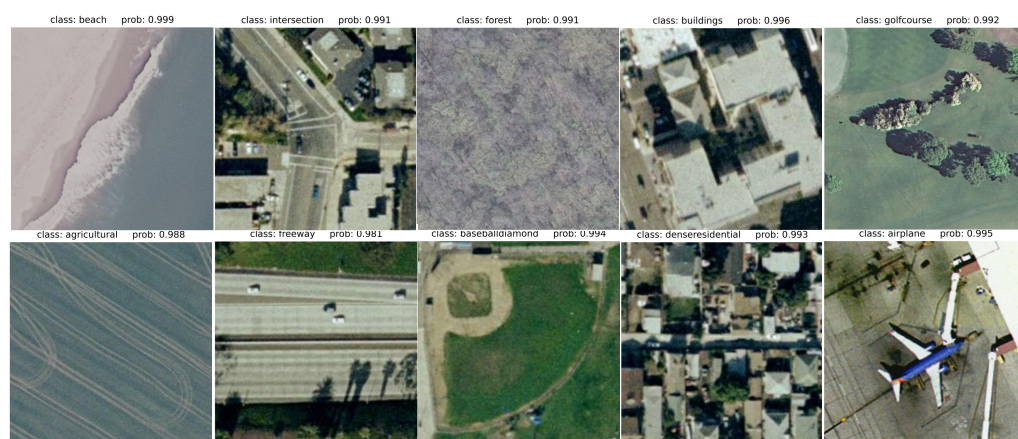 class: beach prob: 0.999
class: intersection prob: 0.991
class: forest prob: 0.991
class: buildings prob: 0.996
class: golfcourse prob: 0.992
class: agricultural prob: 0.988
class: freeway prob: 0.981
class: baseballdiamond prob: 0.994
class: denseresidential prob: 0.993
class: airplane prob: 0.995